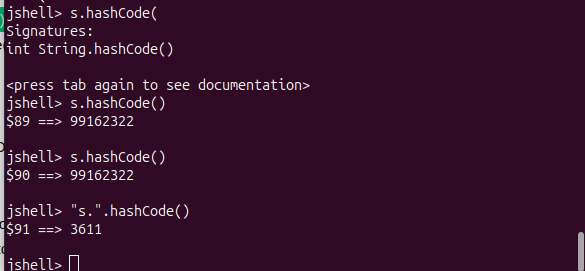 jshell> s.hashCode(
Signatures:
int String.hashCode()
<press tab again to see documentation>
jshell> s.hashCode()
$89 ==> 99162322
jshell> s.hashCode()
$90 ==> 99162322
jshell> "s.".hashCode()
$91 ==> 3611
jshell>